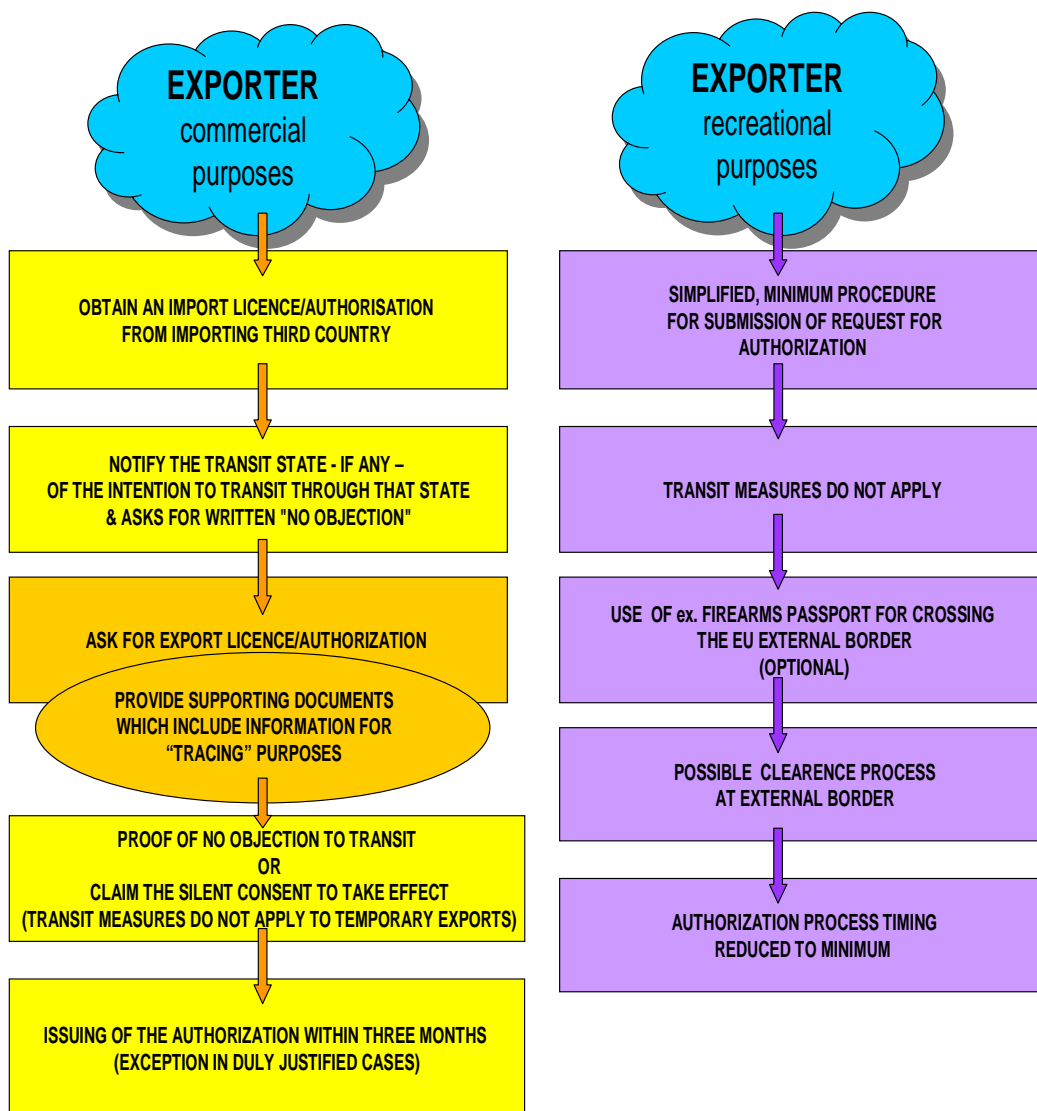 EXPORTER
commercial
purposes
OBTAIN AN IMPORT LICENCE/AUTHORISATION
FROM IMPORTING THIRD COUNTRY
NOTIFY THE TRANSIT STATE - IF ANY –
OF THE INTENTION TO TRANSIT THROUGH THAT STATE
& ASKS FOR WRITTEN "NO OBJECTION"
ASK FOR EXPORT LICENCE/AUTHORIZATION
PROVIDE SUPPORTING DOCUMENTS
WHICH INCLUDE INFORMATION FOR
“TRACING” PURPOSES
PROOF OF NO OBJECTION TO TRANSIT
OR
CLAIM THE SILENT CONSENT TO TAKE EFFECT
(TRANSIT MEASURES DO NOT APPLY TO TEMPORARY EXPORTS)
ISSUING OF THE AUTHORIZATION WITHIN THREE MONTHS
(EXCEPTION IN DULY JUSTIFIED CASES)
EXPORTER
recreational
purposes
SIMPLIFIED, MINIMUM PROCEDURE
FOR SUBMISSION OF REQUEST FOR
AUTHORIZATION
TRANSIT MEASURES DO NOT APPLY
USE OF ex. FIREARMS PASSPORT FOR CROSSING
THE EU EXTERNAL BORDER
(OPTIONAL)
POSSIBLE CLEARENCE PROCESS
AT EXTERNAL BORDER
AUTHORIZATION PROCESS TIMING
REDUCED TO MINIMUM